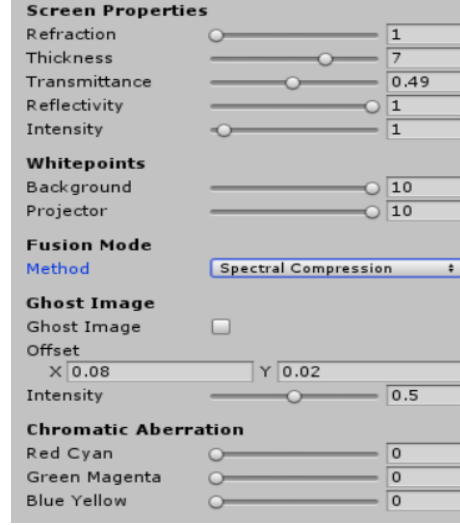 Screen Properties
Refraction 1
Thickness 7
Transmittance 0.49
Reflectivity 1
Intensity 1
Whitepoints
Background 10
Projector 10
Fusion Mode
Method Spectral Compression
Ghost Image
Ghost Image
Offset
X 0.08 Y 0.02
Intensity 0.5
Chromatic Aberration
Red Cyan 0
Green Magenta 0
Blue Yellow 0